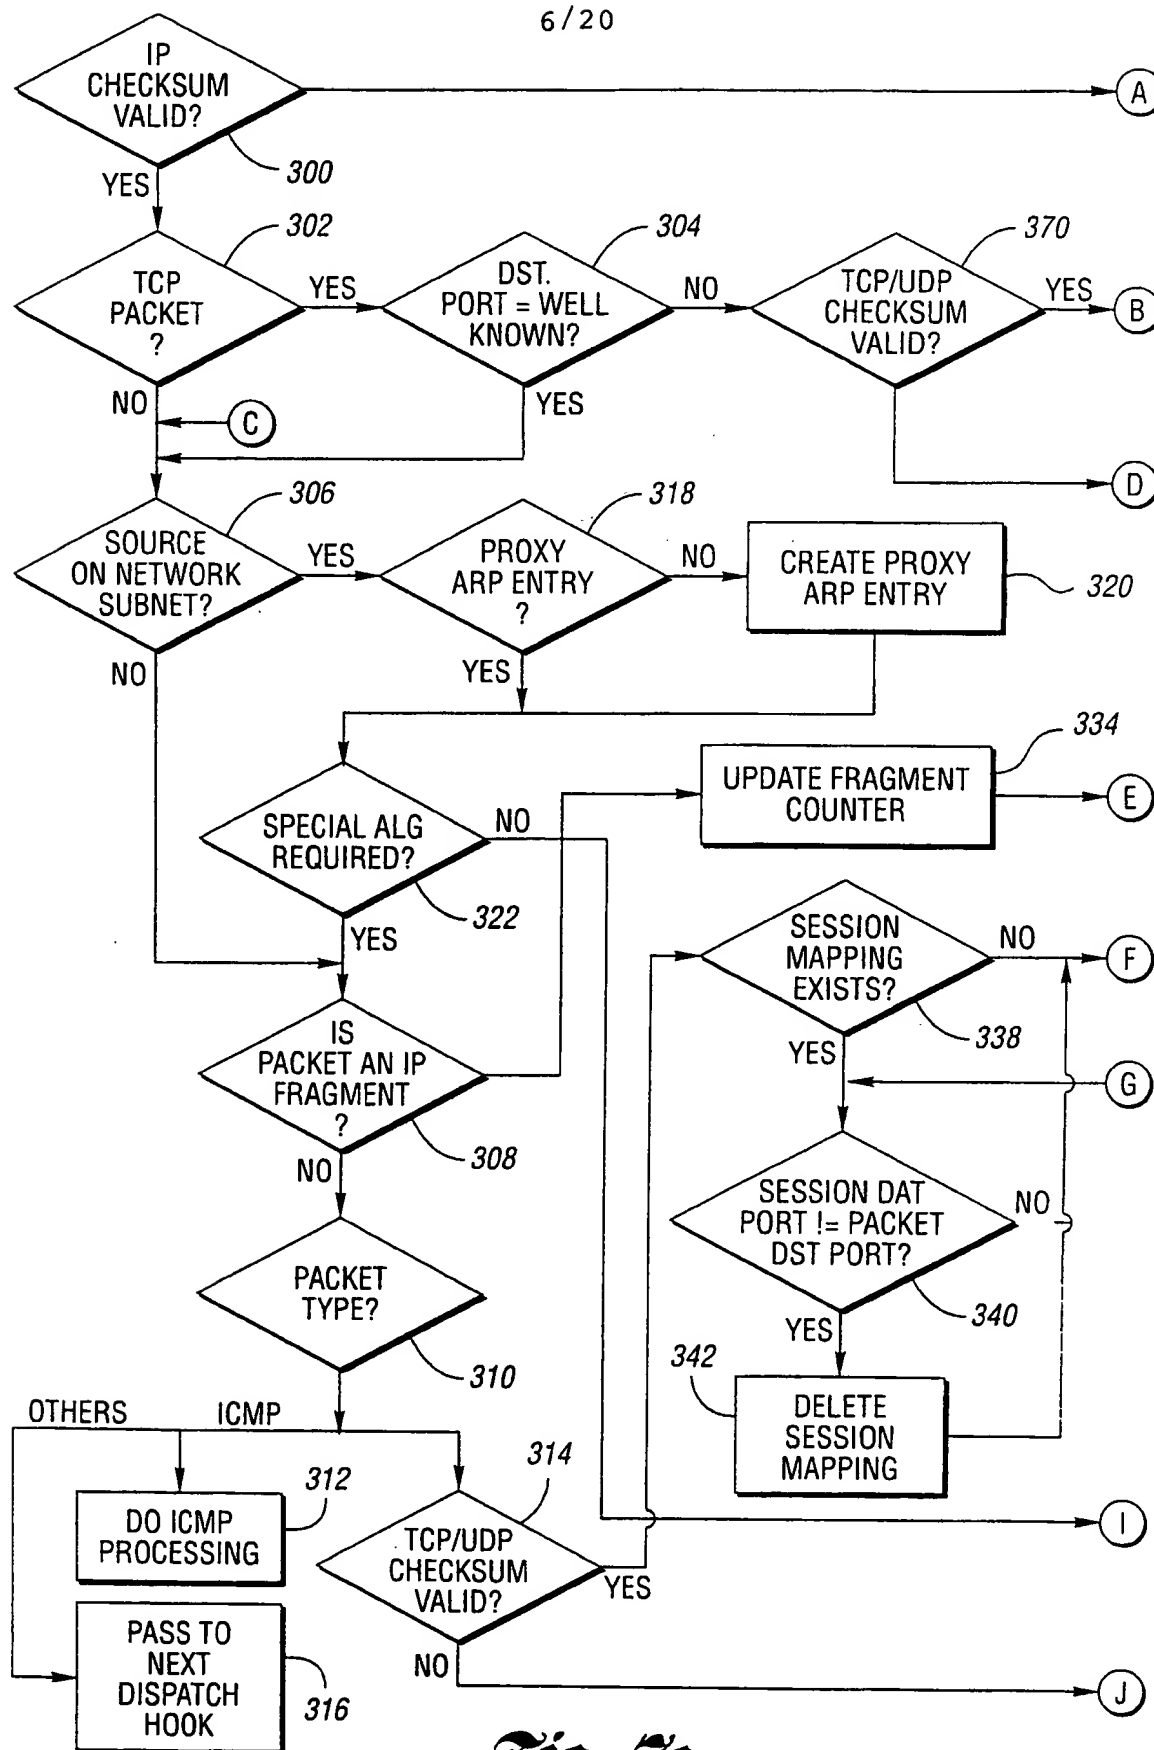 6/20
IP
CHECKSUM
VALID?
A
300
YES
302
304
370
TCP
PACKET
?
YES
DST.
PORT = WELL
KNOWN?
NO
TCP/UDP
CHECKSUM
VALID?
YES
B
NO
C
YES
D
306
318
SOURCE
ON NETWORK
SUBNET?
YES
PROXY
ARP ENTRY
?
NO
CREATE PROXY
ARP ENTRY
320
NO
YES
334
UPDATE FRAGMENT
COUNTER
E
SPECIAL ALG
REQUIRED?
NO
322
YES
SESSION
MAPPING
EXISTS?
NO
F
338
YES
G
IS
PACKET AN IP
FRAGMENT
?
308
NO
SESSION DAT
PORT != PACKET
DST PORT?
NO
340
YES
PACKET
TYPE?
310
342
DELETE
SESSION
MAPPING
OTHERS
ICMP
312
DO ICMP
PROCESSING
314
TCP/UDP
CHECKSUM
VALID?
YES
I
PASS TO
NEXT
DISPATCH
HOOK
316
NO
J